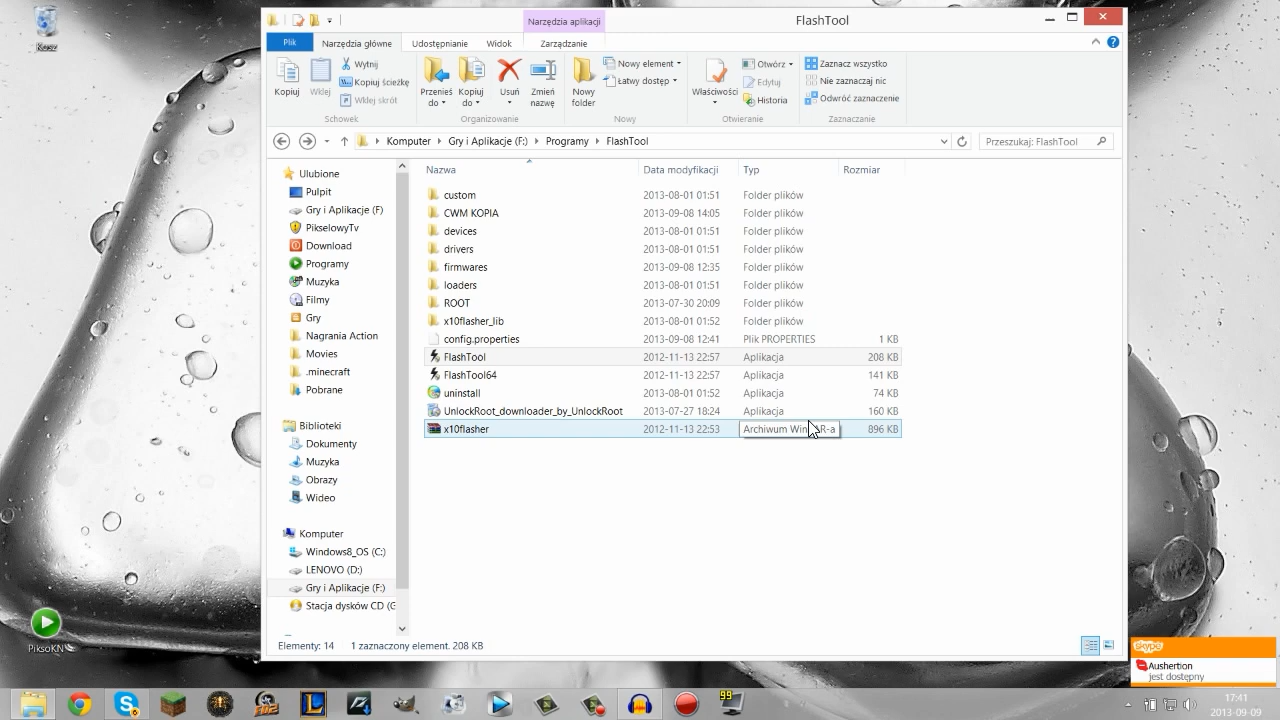 Kosz
Narzędzia aplikacji
FlashTool
Plik
Narzędzia główne
Udostępnianie
Widok
Zarządzanie
Kopiuj
Wklej
Wytnij
Kopiuj ścieżkę
Wklej skrót
Schowek
Przenieś do
Kopiuj do
Usuń
Zmień nazwę
Organizowanie
Nowy folder
Nowy element
Łatwy dostęp
Nowy
Właściwości
Otwórz
Edytuj
Historia
Otwieranie
Zaznacz wszystko
Nie zaznaczaj nic
Odwróć zaznaczenie
Zaznaczanie
Komputer
Gry i Aplikacje (F:)
Programy
FlashTool
Przeszukaj: FlashTool
Ulubione
Pulpit
Gry i Aplikacje (F)
PikselowyTv
Download
Programy
Muzyka
Filmy
Gry
Nagrania Action
Movies
.minecraft
Pobrane
Biblioteki
Dokumenty
Muzyka
Obrazy
Wideo
Komputer
Windows8_OS (C:)
LENOVO (D:)
Gry i Aplikacje (F:)
Stacja dysków CD (G
Nazwa Data modyfikacji Typ Rozmiar
custom 2013-08-01 01:51 Folder plików
CWM KOPIA 2013-09-08 14:05 Folder plików
devices 2013-08-01 01:51 Folder plików
drivers 2013-08-01 01:51 Folder plików
firmwares 2013-09-08 12:35 Folder plików
loaders 2013-08-01 01:51 Folder plików
ROOT 2013-07-30 20:09 Folder plików
x10flasher_lib 2013-08-01 01:52 Folder plików
config.properties 2013-09-08 12:41 Plik PROPERTIES 1 KB
FlashTool 2012-11-13 22:57 Aplikacja 208 KB
FlashTool64 2012-11-13 22:57 Aplikacja 141 KB
uninstall 2013-08-01 01:52 Aplikacja 74 KB
UnlockRoot_downloader_by_UnlockRoot 2013-07-27 18:24 Aplikacja 160 KB
x10flasher 2012-11-13 22:53 Archiwum 896 KB
Elementy: 14 1 zaznaczony element. 208 KB
PiksoKN
skype
Aushertion
jest dostępny
99
17:41
2013-09-09